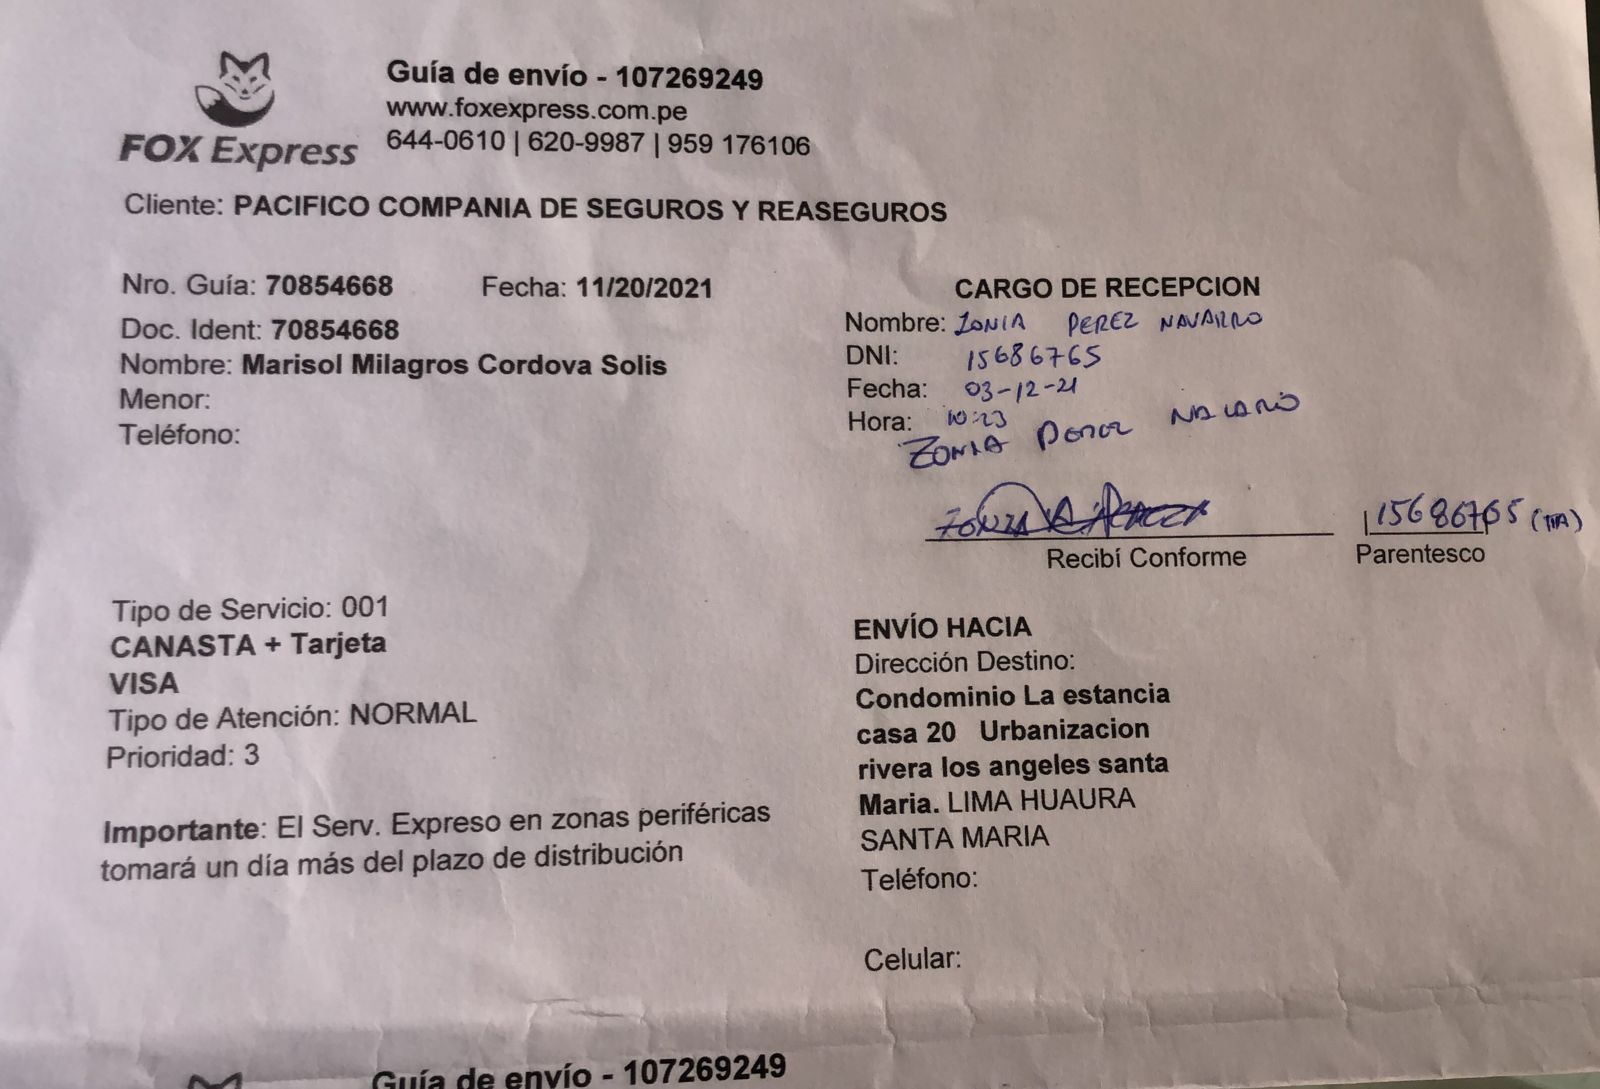 Guía de envío - 107269249
www.foxexpress.com.pe
644-0610 | 620-9987 | 959 176106
FOX Express
Cliente: PACIFICO COMPANIA DE SEGUROS Y REASEGUROS
Nro. Guía: 70854668 Fecha: 11/20/2021
Doc. Ident: 70854668
Nombre: Marisol Milagros Cordova Solis
Menor:
Teléfono:
CARGO DE RECEPCION
Nombre: ZONIA PEREZ NAVARRO
DNI: 15686765
Fecha: 03-12-21
Hora: 10:23
ZONIA
15686765 (TIA)
Recibí Conforme Parentesco
Tipo de Servicio: 001
CANASTA + Tarjeta
VISA
Tipo de Atención: NORMAL
Prioridad: 3
Importante: El Serv. Expreso en zonas periféricas
tomará un día más del plazo de distribución
ENVÍO HACIA
Dirección Destino:
Condominio La estancia
casa 20 Urbanizacion
rivera los angeles santa
Maria. LIMA HUAURA
SANTA MARIA
Teléfono:
Celular:
Guía de envío - 107269249